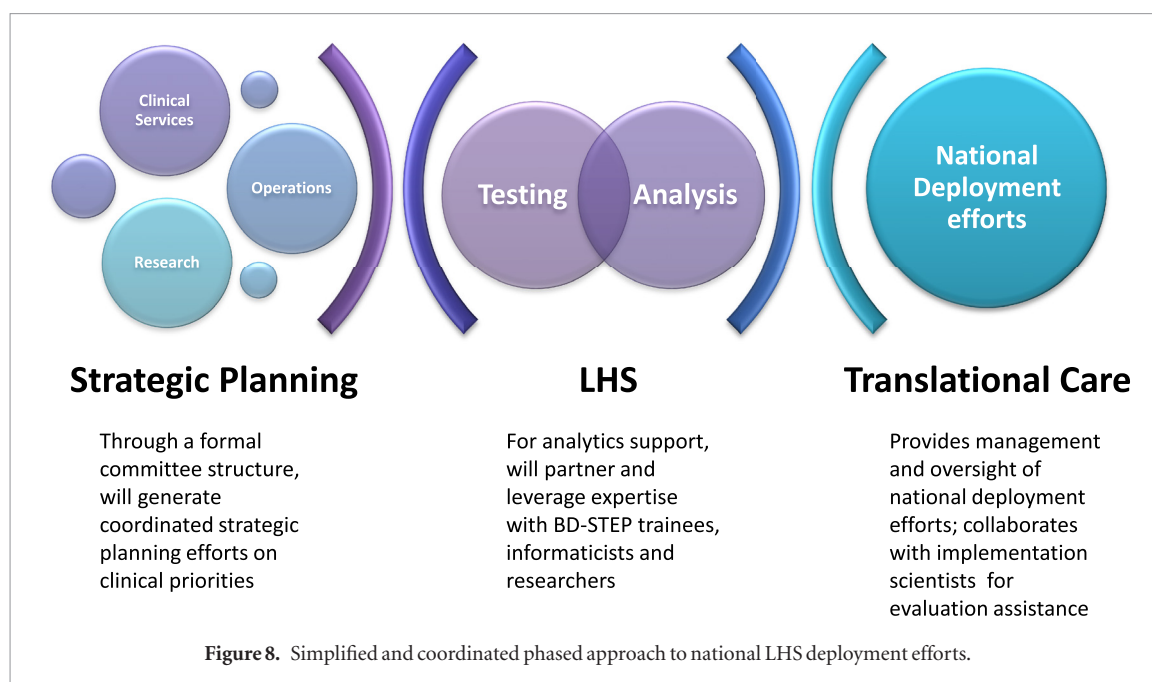 Clinical
Services
Operations
Research
Testing
Analysis
National
Deployment
efforts
Strategic Planning
Through a formal
committee structure,
will generate
coordinated strategic
planning efforts on
clinical priorities
LHS
For analytics support,
will partner and
leverage expertise
with BD-STEP trainees,
informaticists and
researchers
Translational Care
Provides management
and oversight of
national deployment
efforts; collaborates
with implementation
scientists for
evaluation assistance
Figure 8. Simplified and coordinated phased approach to national LHS deployment efforts.